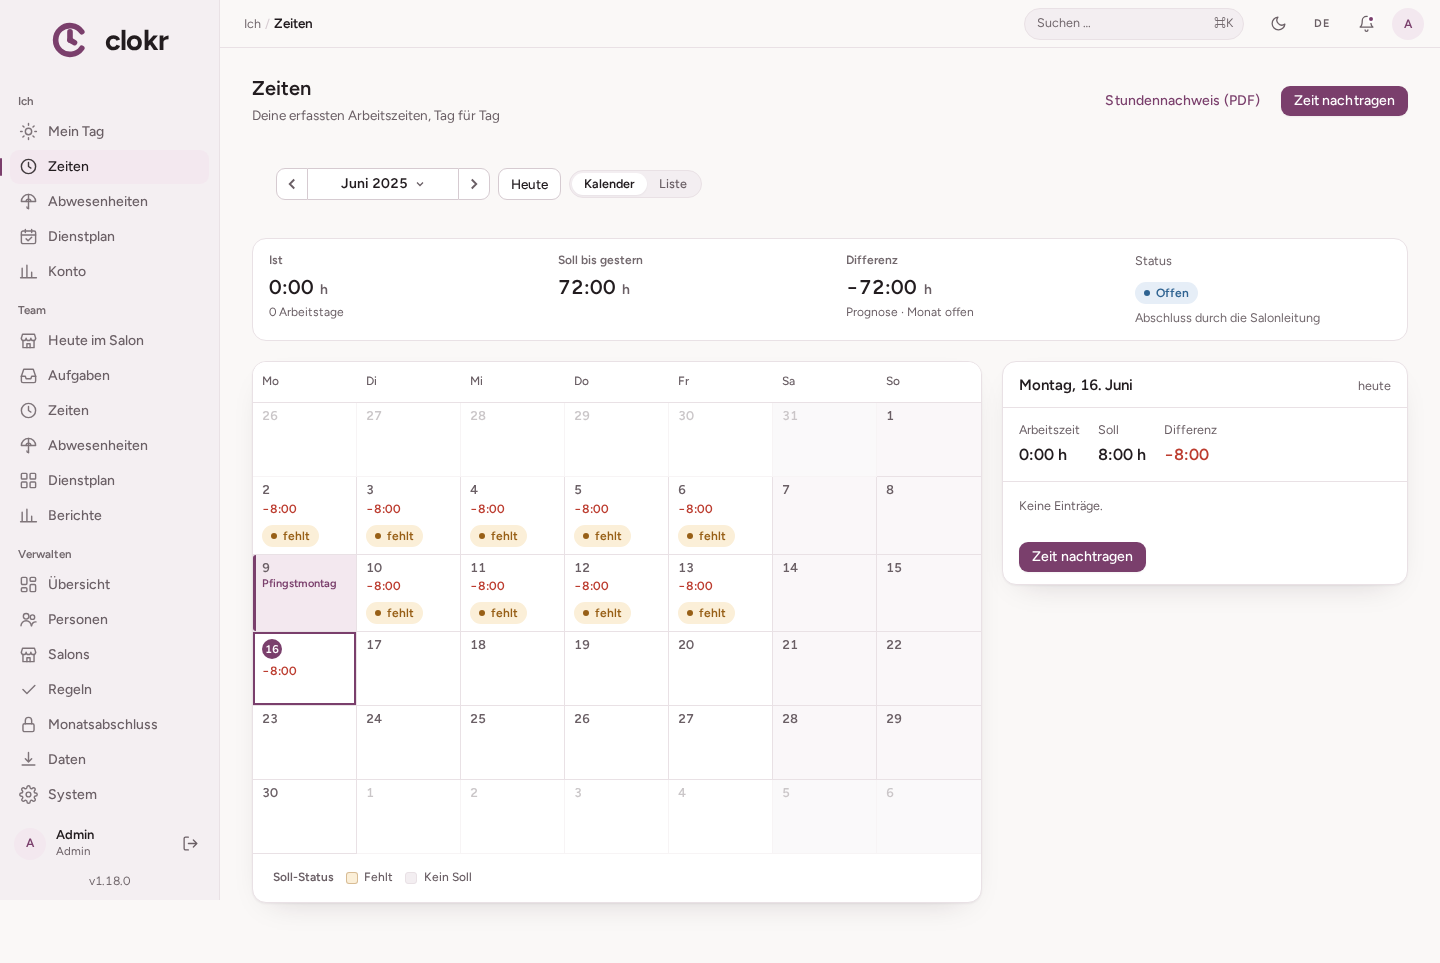 clokr
Ich / Zeiten
Suchen …
⌘K
DE
A
Ich
Mein Tag
Zeiten
Abwesenheiten
Dienstplan
Konto
Team
Heute im Salon
Aufgaben
Zeiten
Abwesenheiten
Dienstplan
Berichte
Verwalten
Übersicht
Personen
Salons
Regeln
Monatsabschluss
Daten
System
A
Admin
Admin
v1.18.0
Zeiten
Deine erfassten Arbeitszeiten, Tag für Tag
Stundennachweis (PDF)
Zeit nachtragen
Juni 2025
Heute
Kalender
Liste
Ist
0:00 h
0 Arbeitstage
Soll bis gestern
72:00 h
Differenz
−72:00 h
Prognose · Monat offen
Status
Offen
Abschluss durch die Salonleitung
Mo Di Mi Do Fr Sa So
26 27 28 29 30 31 1
2 3 4 5 6 7 8
−8:00 −8:00 −8:00 −8:00 −8:00
fehlt fehlt fehlt fehlt fehlt
9 10 11 12 13 14 15
Pfingstmontag −8:00 −8:00 −8:00 −8:00
fehlt fehlt fehlt fehlt
16 17 18 19 20 21 22
−8:00
23 24 25 26 27 28 29
30 1 2 3 4 5 6
Soll-Status Fehlt Kein Soll
Montag, 16. Juni
heute
Arbeitszeit Soll Differenz
0:00 h 8:00 h −8:00
Keine Einträge.
Zeit nachtragen